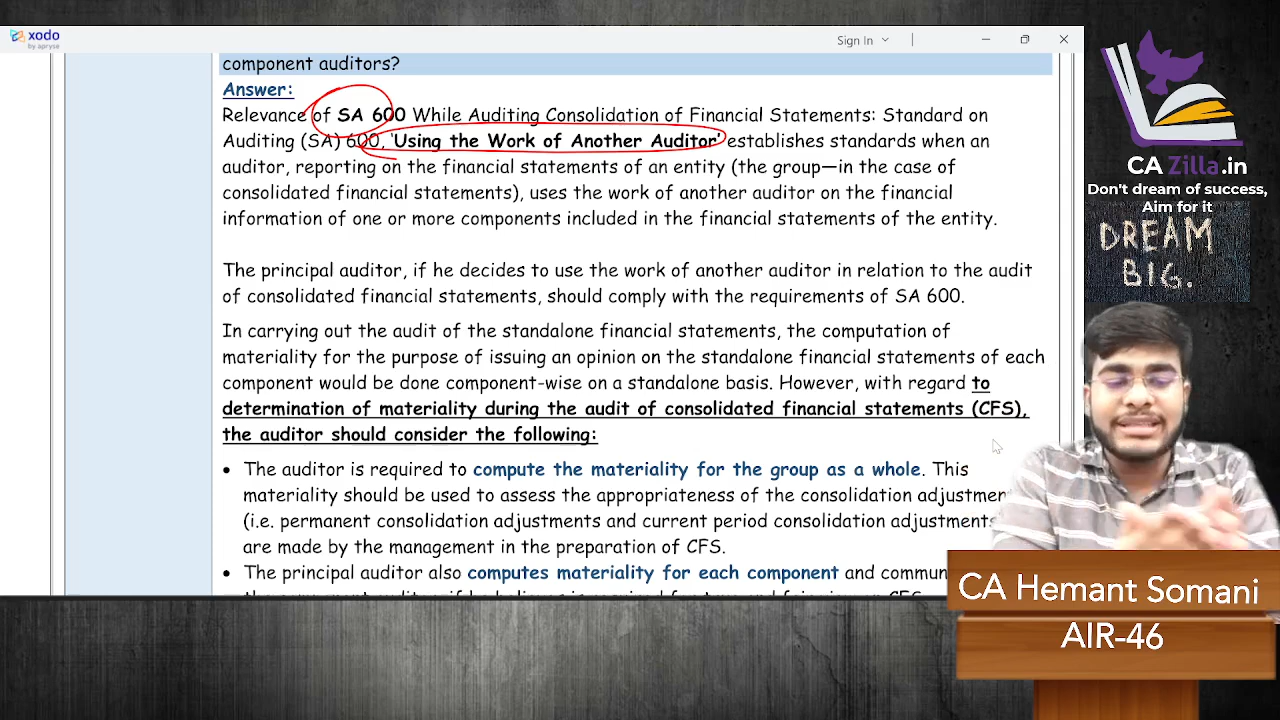 xodo
by apryse
Sign In
component auditors?
Answer:
Relevance of SA 600 While Auditing Consolidation of Financial Statements: Standard on
Auditing (SA) 600, 'Using the Work of Another Auditor' establishes standards when an
auditor, reporting on the financial statements of an entity (the group—in the case of
consolidated financial statements), uses the work of another auditor on the financial
information of one or more components included in the financial statements of the entity.
The principal auditor, if he decides to use the work of another auditor in relation to the audit
of consolidated financial statements, should comply with the requirements of SA 600.
In carrying out the audit of the standalone financial statements, the computation of
materiality for the purpose of issuing an opinion on the standalone financial statements of each
component would be done component-wise on a standalone basis. However, with regard to
determination of materiality during the audit of consolidated financial statements (CFS),
the auditor should consider the following:
• The auditor is required to compute the materiality for the group as a whole. This
materiality should be used to assess the appropriateness of the consolidation
(i.e. permanent consolidation adjustments and current period consolidation adjustments
are made by the management in the preparation of CFS.
• The principal auditor also computes materiality for each component and
CA Zilla.in
Don't dream of success,
Aim for it
DREAM
BIG.
CA Hemant Somani
AIR-46